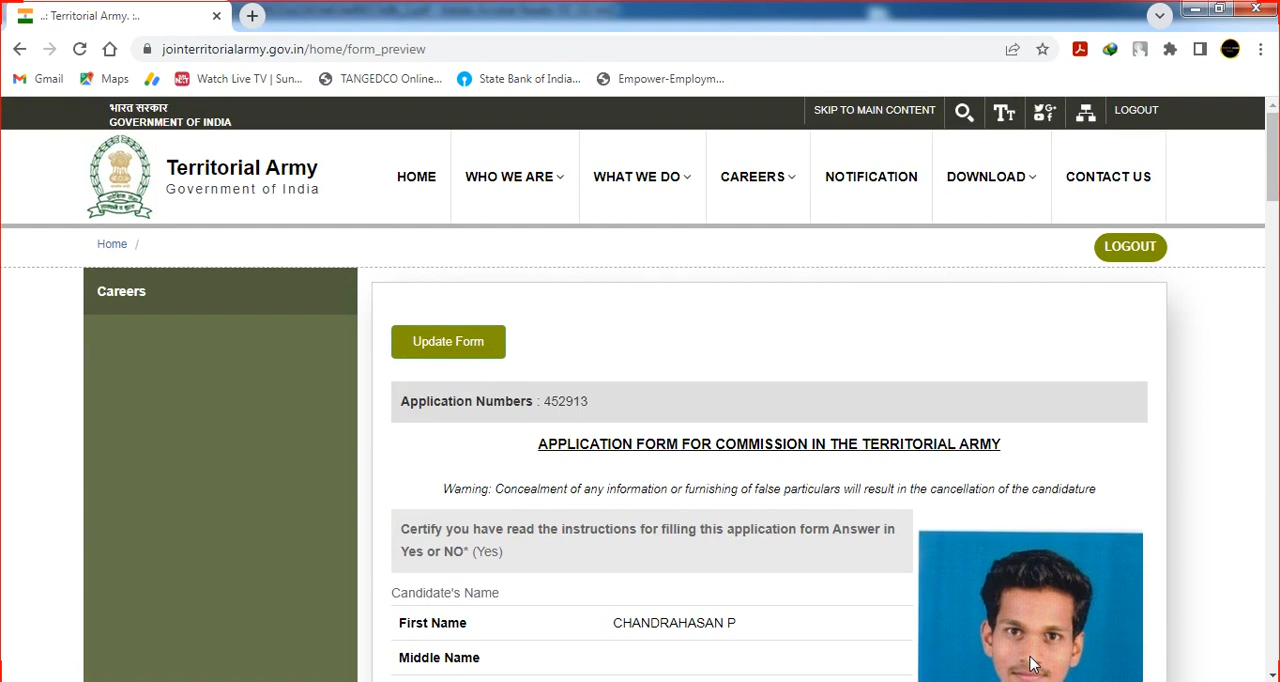 ..: Territorial Army. :..
jointerritorialarmy.gov.in/home/form_preview
Gmail
Maps
Watch Live TV | Sun...
TANGEDCO Online...
State Bank of India...
Empower-Employm...
भारत सरकार
GOVERNMENT OF INDIA
SKIP TO MAIN CONTENT
LOGOUT
Territorial Army
Government of India
HOME
WHO WE ARE
WHAT WE DO
CAREERS
NOTIFICATION
DOWNLOAD
CONTACT US
Home /
LOGOUT
Careers
Update Form
Application Numbers : 452913
APPLICATION FORM FOR COMMISSION IN THE TERRITORIAL ARMY
Warning: Concealment of any information or furnishing of false particulars will result in the cancellation of the candidature
Certify you have read the instructions for filling this application form Answer in
Yes or NO* (Yes)
Candidate's Name
First Name CHANDRAHASAN P
Middle Name